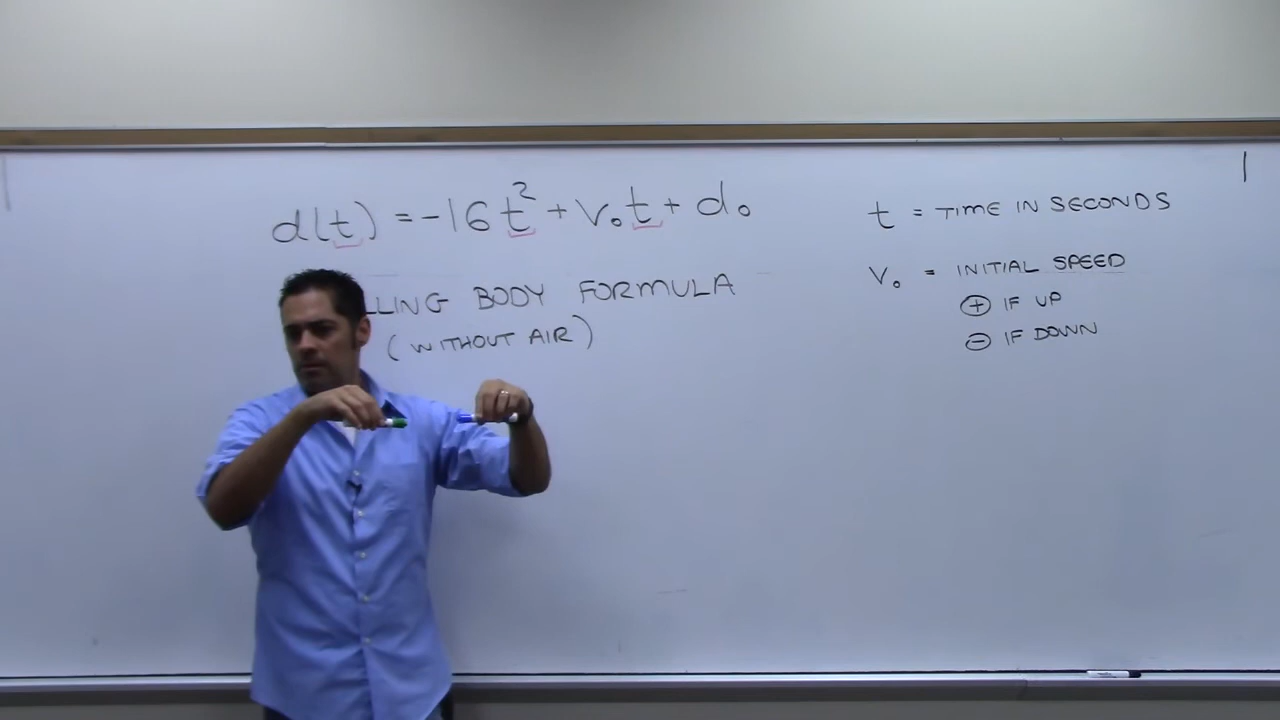 d(t) = -16t² + v₀t + d₀
LLING BODY FORMULA
(WITHOUT AIR)
t = TIME IN SECONDS
v₀ = INITIAL SPEED
⊕ IF UP
⊖ IF DOWN